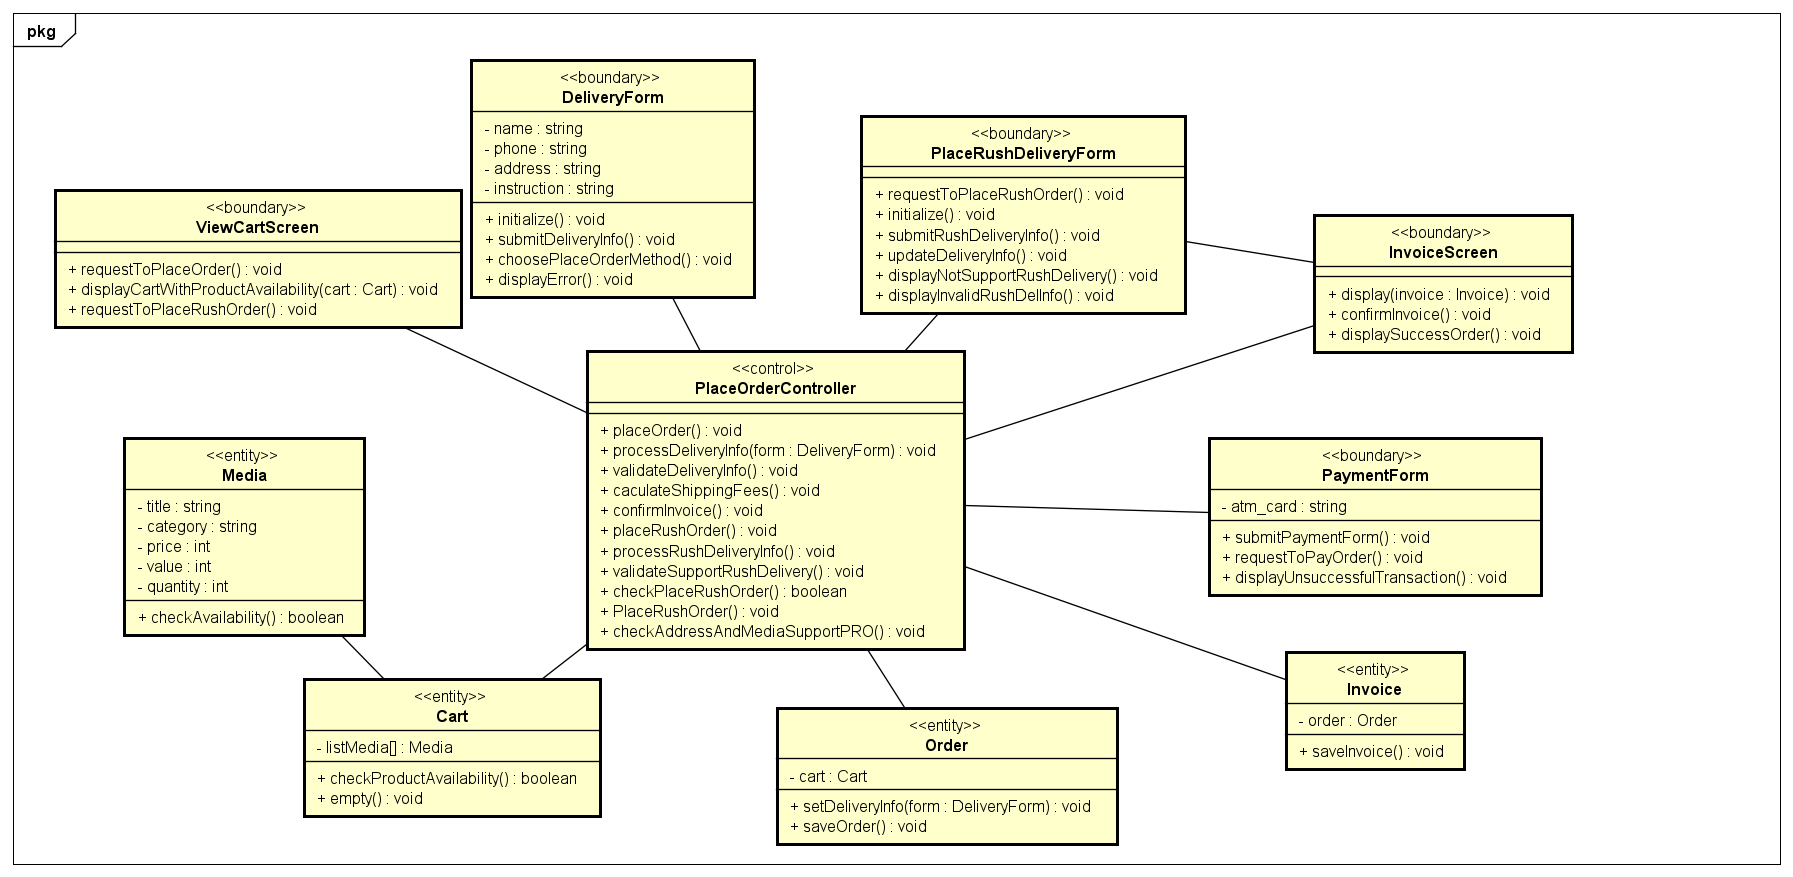 pkg
<<boundary>>
DeliveryForm
- name : string
- phone : string
- address : string
- instruction : string
+ initialize() : void
+ submitDeliveryInfo() : void
+ choosePlaceOrderMethod() : void
+ displayError() : void
<<boundary>>
PlaceRushDeliveryForm
+ requestToPlaceRushOrder() : void
+ initialize() : void
+ submitRushDeliveryInfo() : void
+ updateDeliveryInfo() : void
+ displayNotSupportRushDelivery() : void
+ displayInvalidRushDelInfo() : void
<<boundary>>
ViewCartScreen
+ requestToPlaceOrder() : void
+ displayCartWithProductAvailability(cart : Cart) : void
+ requestToPlaceRushOrder() : void
<<boundary>>
InvoiceScreen
+ display(invoice : Invoice) : void
+ confirmInvoice() : void
+ displaySuccessOrder() : void
<<control>>
PlaceOrderController
+ placeOrder() : void
+ processDeliveryInfo(form : DeliveryForm) : void
+ validateDeliveryInfo() : void
+ caculateShippingFees() : void
+ confirmInvoice() : void
+ placeRushOrder() : void
+ processRushDeliveryInfo() : void
+ validateSupportRushDelivery() : void
+ checkPlaceRushOrder() : boolean
+ PlaceRushOrder() : void
+ checkAddressAndMediaSupportPRO() : void
<<entity>>
Media
- title : string
- category : string
- price : int
- value : int
- quantity : int
+ checkAvailability() : boolean
<<boundary>>
PaymentForm
- atm_card : string
+ submitPaymentForm() : void
+ requestToPayOrder() : void
+ displayUnsuccessfulTransaction() : void
<<entity>>
Cart
- listMedia[] : Media
+ checkProductAvailability() : boolean
+ empty() : void
<<entity>>
Order
- cart : Cart
+ setDeliveryInfo(form : DeliveryForm) : void
+ saveOrder() : void
<<entity>>
Invoice
- order : Order
+ saveInvoice() : void